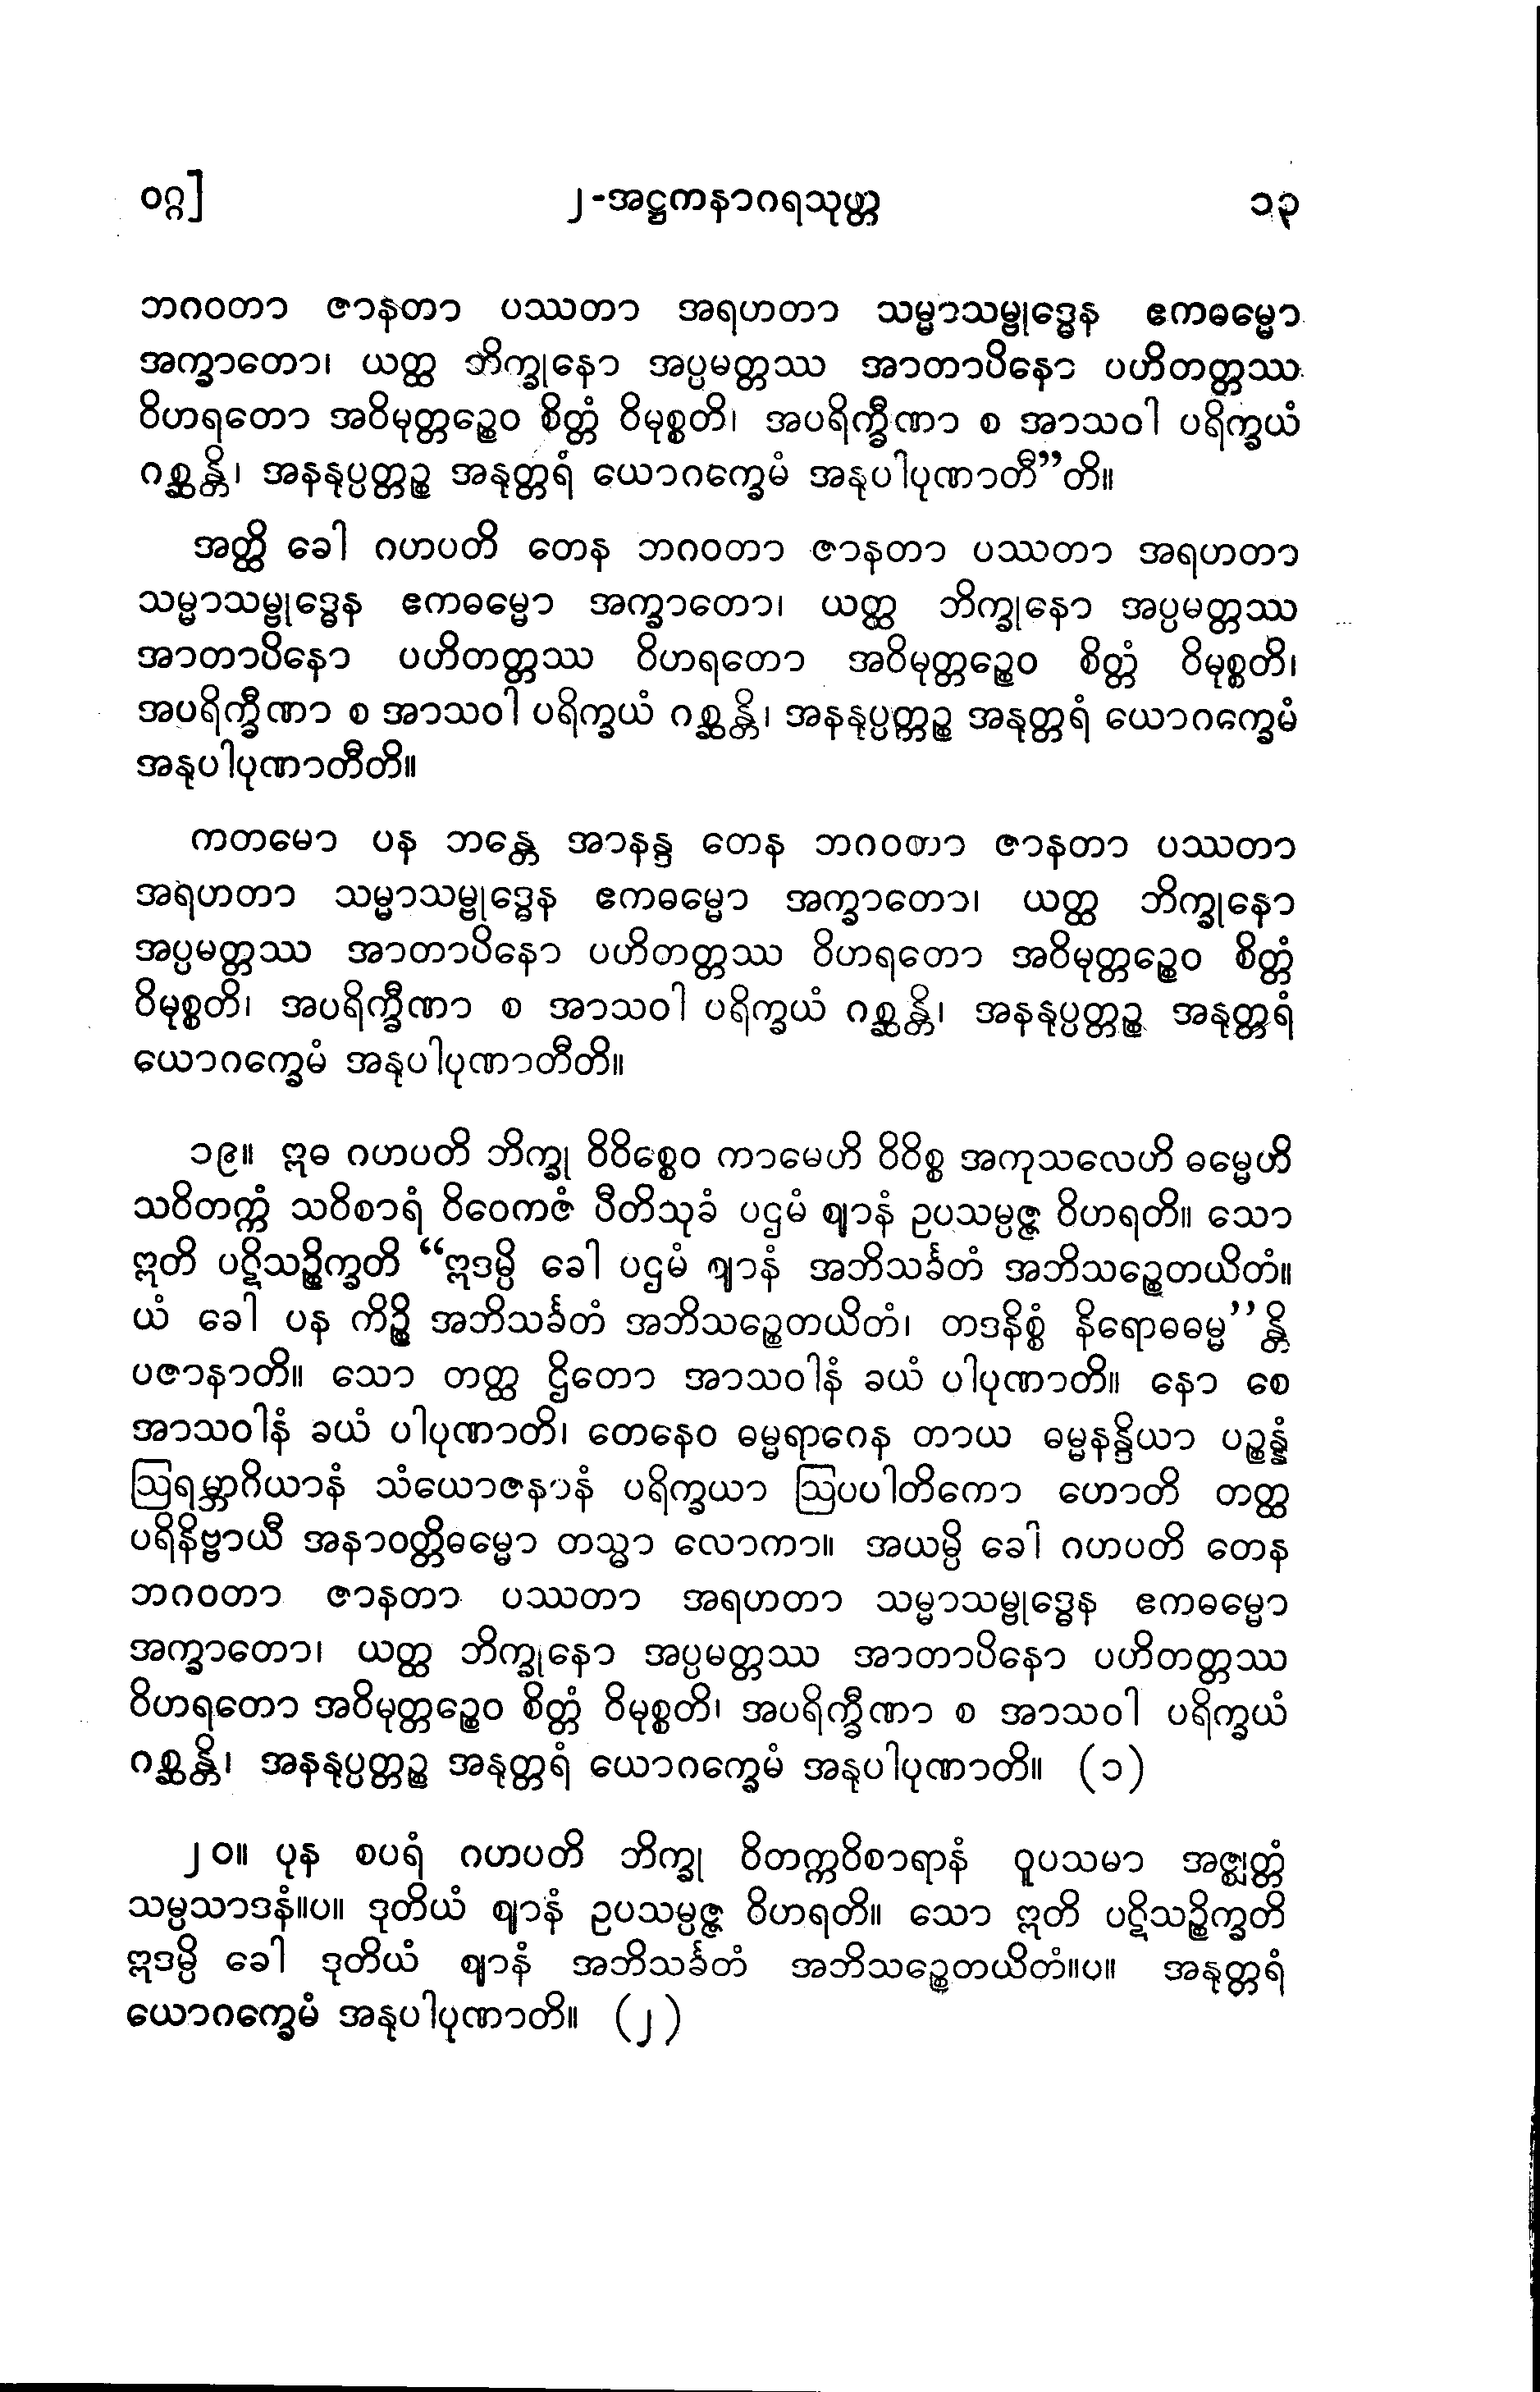 ဝဂ္ဂ] ၂-အဋ္ဌကနာဂရသုတ္တ ၁၃
ဘဂဝတာ ဇာနတာ ပဿတာ အရဟတာ သမ္မာသမ္ဗုဒ္ဓေန ဧကဓမ္မော
အက္ခာတော၊ ယတ္ထ ဘိက္ခုနော အပ္ပမတ္တဿ အာတာပိနော ပဟိတတ္တဿ
ဝိဟရတော အဝိမုတ္တဉ္စေဝ စိတ္တံ ဝိမုစ္စတိ၊ အပရိက္ခီဏာ စ အာသဝါ ပရိက္ခယံ
ဂစ္ဆန္တိ၊ အနနုပ္ပတ္တဉ္စ အနုတ္တရံ ယောဂက္ခေမံ အနုပါပုဏာတီ”တိ။
အတ္ထိ ခေါ ဂဟပတိ တေန ဘဂဝတာ ဇာနတာ ပဿတာ အရဟတာ
သမ္မာသမ္ဗုဒ္ဓေန ဧကဓမ္မော အက္ခာတော၊ ယတ္ထ ဘိက္ခုနော အပ္ပမတ္တဿ
အာတာပိနော ပဟိတတ္တဿ ဝိဟရတော အဝိမုတ္တဉ္စေဝ စိတ္တံ ဝိမုစ္စတိ၊
အပရိက္ခီဏာ စ အာသဝါ ပရိက္ခယံ ဂစ္ဆန္တိ၊ အနနုပ္ပတ္တဉ္စ အနုတ္တရံ ယောဂက္ခေမံ
အနုပါပုဏာတီတိ။
ကတမော ပန ဘန္တေ အာနန္ဒ တေန ဘဂဝတာ ဇာနတာ ပဿတာ
အရဟတာ သမ္မာသမ္ဗုဒ္ဓေန ဧကဓမ္မော အက္ခာတော၊ ယတ္ထ ဘိက္ခုနော
အပ္ပမတ္တဿ အာတာပိနော ပဟိတတ္တဿ ဝိဟရတော အဝိမုတ္တဉ္စေဝ စိတ္တံ
ဝိမုစ္စတိ၊ အပရိက္ခီဏာ စ အာသဝါ ပရိက္ခယံ ဂစ္ဆန္တိ၊ အနနုပ္ပတ္တဉ္စ အနုတ္တရံ
ယောဂက္ခေမံ အနုပါပုဏာတီတိ။
၁၉။ ဣဓ ဂဟပတိ ဘိက္ခု ဝိဝိစ္စေဝ ကာမေဟိ ဝိဝိစ္စ အကုသလေဟိ ဓမ္မေဟိ
သဝိတက္ကံ သဝိစာရံ ဝိဝေကဇံ ပီတိသုခံ ပဌမံ ဈာနံ ဥပသမ္ပဇ္ဇ ဝိဟရတိ။ သော
ဣတိ ပဋိသဉ္စိက္ခတိ “ဣဒမ္ပိ ခေါ ပဌမံ ဈာနံ အဘိသင်္ခတံ အဘိသဉ္စေတယိတံ။
ယံ ခေါ ပန ကိဉ္စိ အဘိသင်္ခတံ အဘိသဉ္စေတယိတံ၊ တဒနိစ္စံ နိရောဓဓမ္မ”န္တိ
ပဇာနာတိ။ သော တတ္ထ ဌိတော အာသဝါနံ ခယံ ပါပုဏာတိ။ နော စေ
အာသဝါနံ ခယံ ပါပုဏာတိ၊ တေနေဝ ဓမ္မရာဂေန တာယ ဓမ္မနန္ဒိယာ ပဉ္စန္နံ
ဩရမ္ဘာဂိယာနံ သံယောဇနာနံ ပရိက္ခယာ ဩပပါတိကော ဟောတိ တတ္ထ
ပရိနိဗ္ဗာယီ အနာဝတ္တိဓမ္မော တသ္မာ လောကာ။ အယမ္ပိ ခေါ ဂဟပတိ တေန
ဘဂဝတာ ဇာနတာ ပဿတာ အရဟတာ သမ္မာသမ္ဗုဒ္ဓေန ဧကဓမ္မော
အက္ခာတော၊ ယတ္ထ ဘိက္ခုနော အပ္ပမတ္တဿ အာတာပိနော ပဟိတတ္တဿ
ဝိဟရတော အဝိမုတ္တဉ္စေဝ စိတ္တံ ဝိမုစ္စတိ၊ အပရိက္ခီဏာ စ အာသဝါ ပရိက္ခယံ
ဂစ္ဆန္တိ၊ အနနုပ္ပတ္တဉ္စ အနုတ္တရံ ယောဂက္ခေမံ အနုပါပုဏာတိ။ (၁)
၂၀။ ပုန စပရံ ဂဟပတိ ဘိက္ခု ဝိတက္ကဝိစာရာနံ ဝူပသမာ အဇ္ဈတ္တံ
သမ္ပသာဒနံ။ပ။ ဒုတိယံ ဈာနံ ဥပသမ္ပဇ္ဇ ဝိဟရတိ။ သော ဣတိ ပဋိသဉ္စိက္ခတိ
ဣဒမ္ပိ ခေါ ဒုတိယံ ဈာနံ အဘိသင်္ခတံ အဘိသဉ္စေတယိတံ။ပ။ အနုတ္တရံ
ယောဂက္ခေမံ အနုပါပုဏာတိ။ (၂)